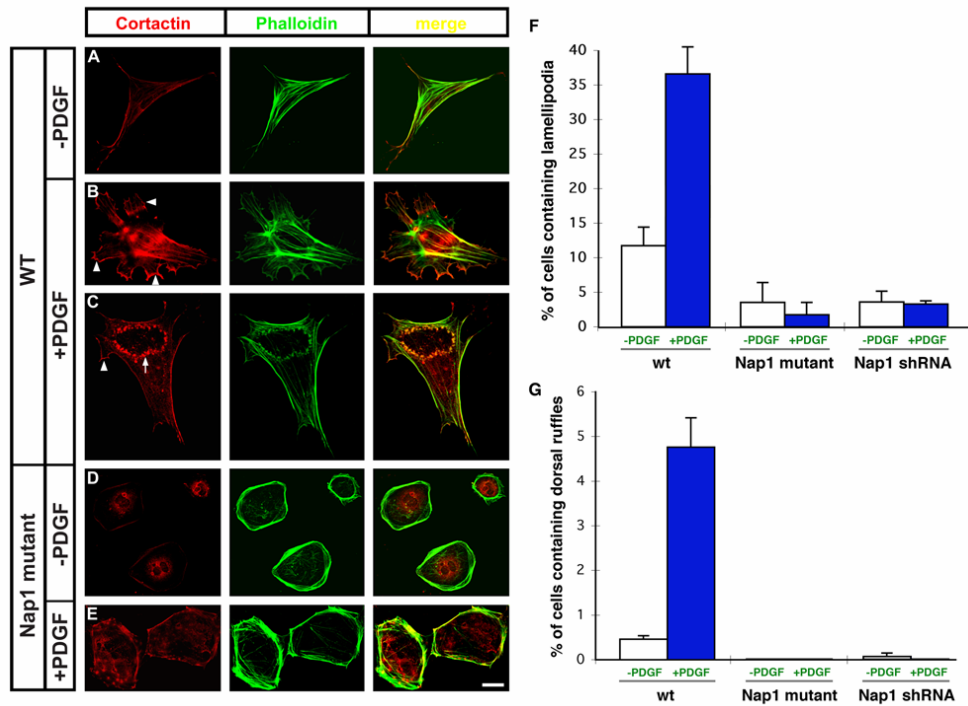 Cortactin Phalloidin merge
WT
-PDGF
A
+PDGF
B
C
Nap1 mutant
-PDGF
D
+PDGF
E
F
% of cells containing lamellipodia
40
35
30
25
20
15
10
5
0
-PDGF +PDGF -PDGF +PDGF -PDGF +PDGF
wt Nap1 mutant Nap1 shRNA
G
% of cells containing dorsal ruffles
6
5
4
3
2
1
0
-PDGF +PDGF -PDGF +PDGF -PDGF +PDGF
wt Nap1 mutant Nap1 shRNA